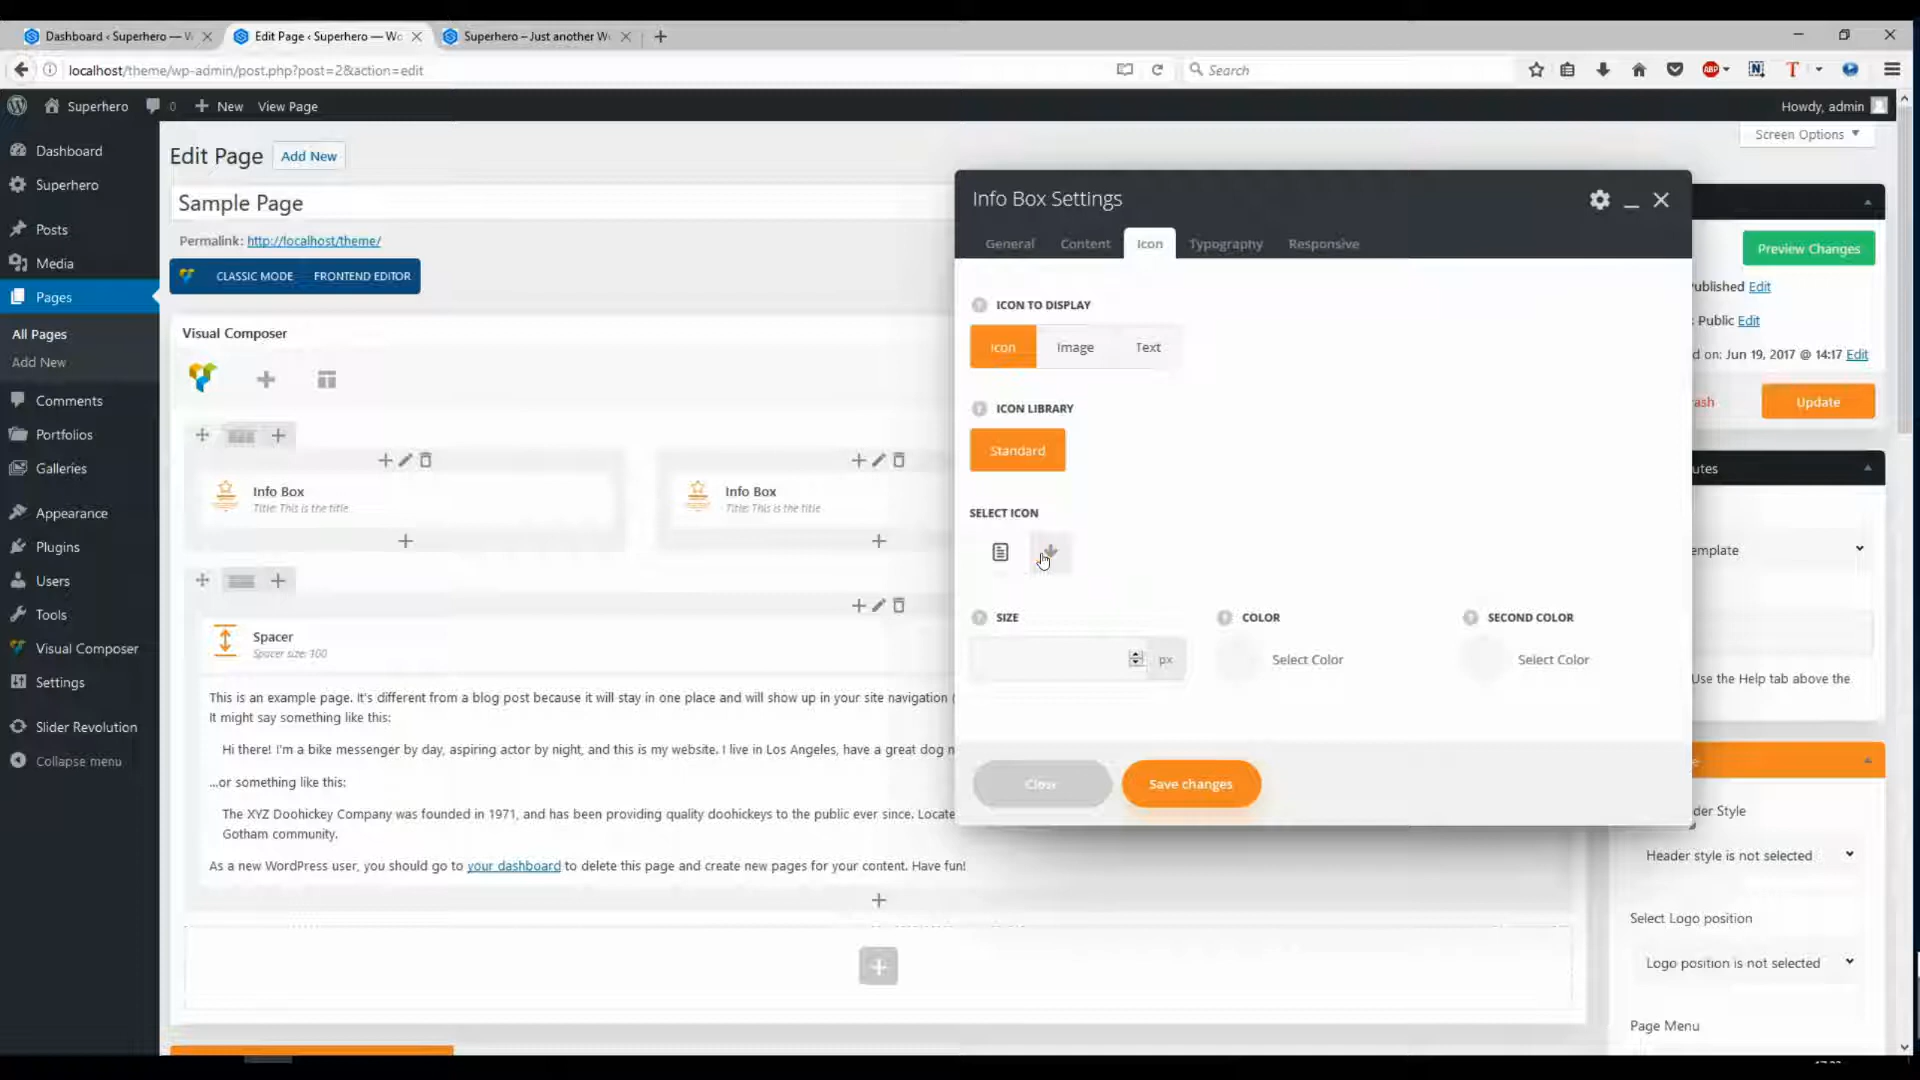 Dashboard ‹ Superhero — W
Edit Page ‹ Superhero — Wo
Superhero – Just another W
localhost/theme/wp-admin/post.php?post=2&action=edit
Search
ABP
Superhero
0
New
View Page
Howdy, admin
Dashboard
Superhero
Posts
Media
Pages
All Pages
Add New
Comments
Portfolios
Galleries
Appearance
Plugins
Users
Tools
Visual Composer
Settings
Slider Revolution
Collapse menu
Screen Options
Edit Page
Add New
Sample Page
Permalink: http://localhost/theme/
CLASSIC MODE
FRONTEND EDITOR
Visual Composer
Info Box
Title: This is the title
Info Box
Title: This is the title
Spacer
Spacer size: 100
This is an example page. It's different from a blog post because it will stay in one place and will show up in your site navigation (
It might say something like this:
Hi there! I'm a bike messenger by day, aspiring actor by night, and this is my website. I live in Los Angeles, have a great dog n
...or something like this:
The XYZ Doohickey Company was founded in 1971, and has been providing quality doohickeys to the public ever since. Locate
Gotham community.
As a new WordPress user, you should go to your dashboard to delete this page and create new pages for your content. Have fun!
Info Box Settings
General
Content
Icon
Typography
Responsive
ICON TO DISPLAY
Icon
Image
Text
ICON LIBRARY
Standard
SELECT ICON
SIZE
px
COLOR
Select Color
SECOND COLOR
Select Color
Close
Save changes
Preview Changes
ublished Edit
: Public Edit
d on: Jun 19, 2017 @ 14:17 Edit
ash
Update
utes
emplate
Use the Help tab above the
e
der Style
Header style is not selected
Select Logo position
Logo position is not selected
Page Menu